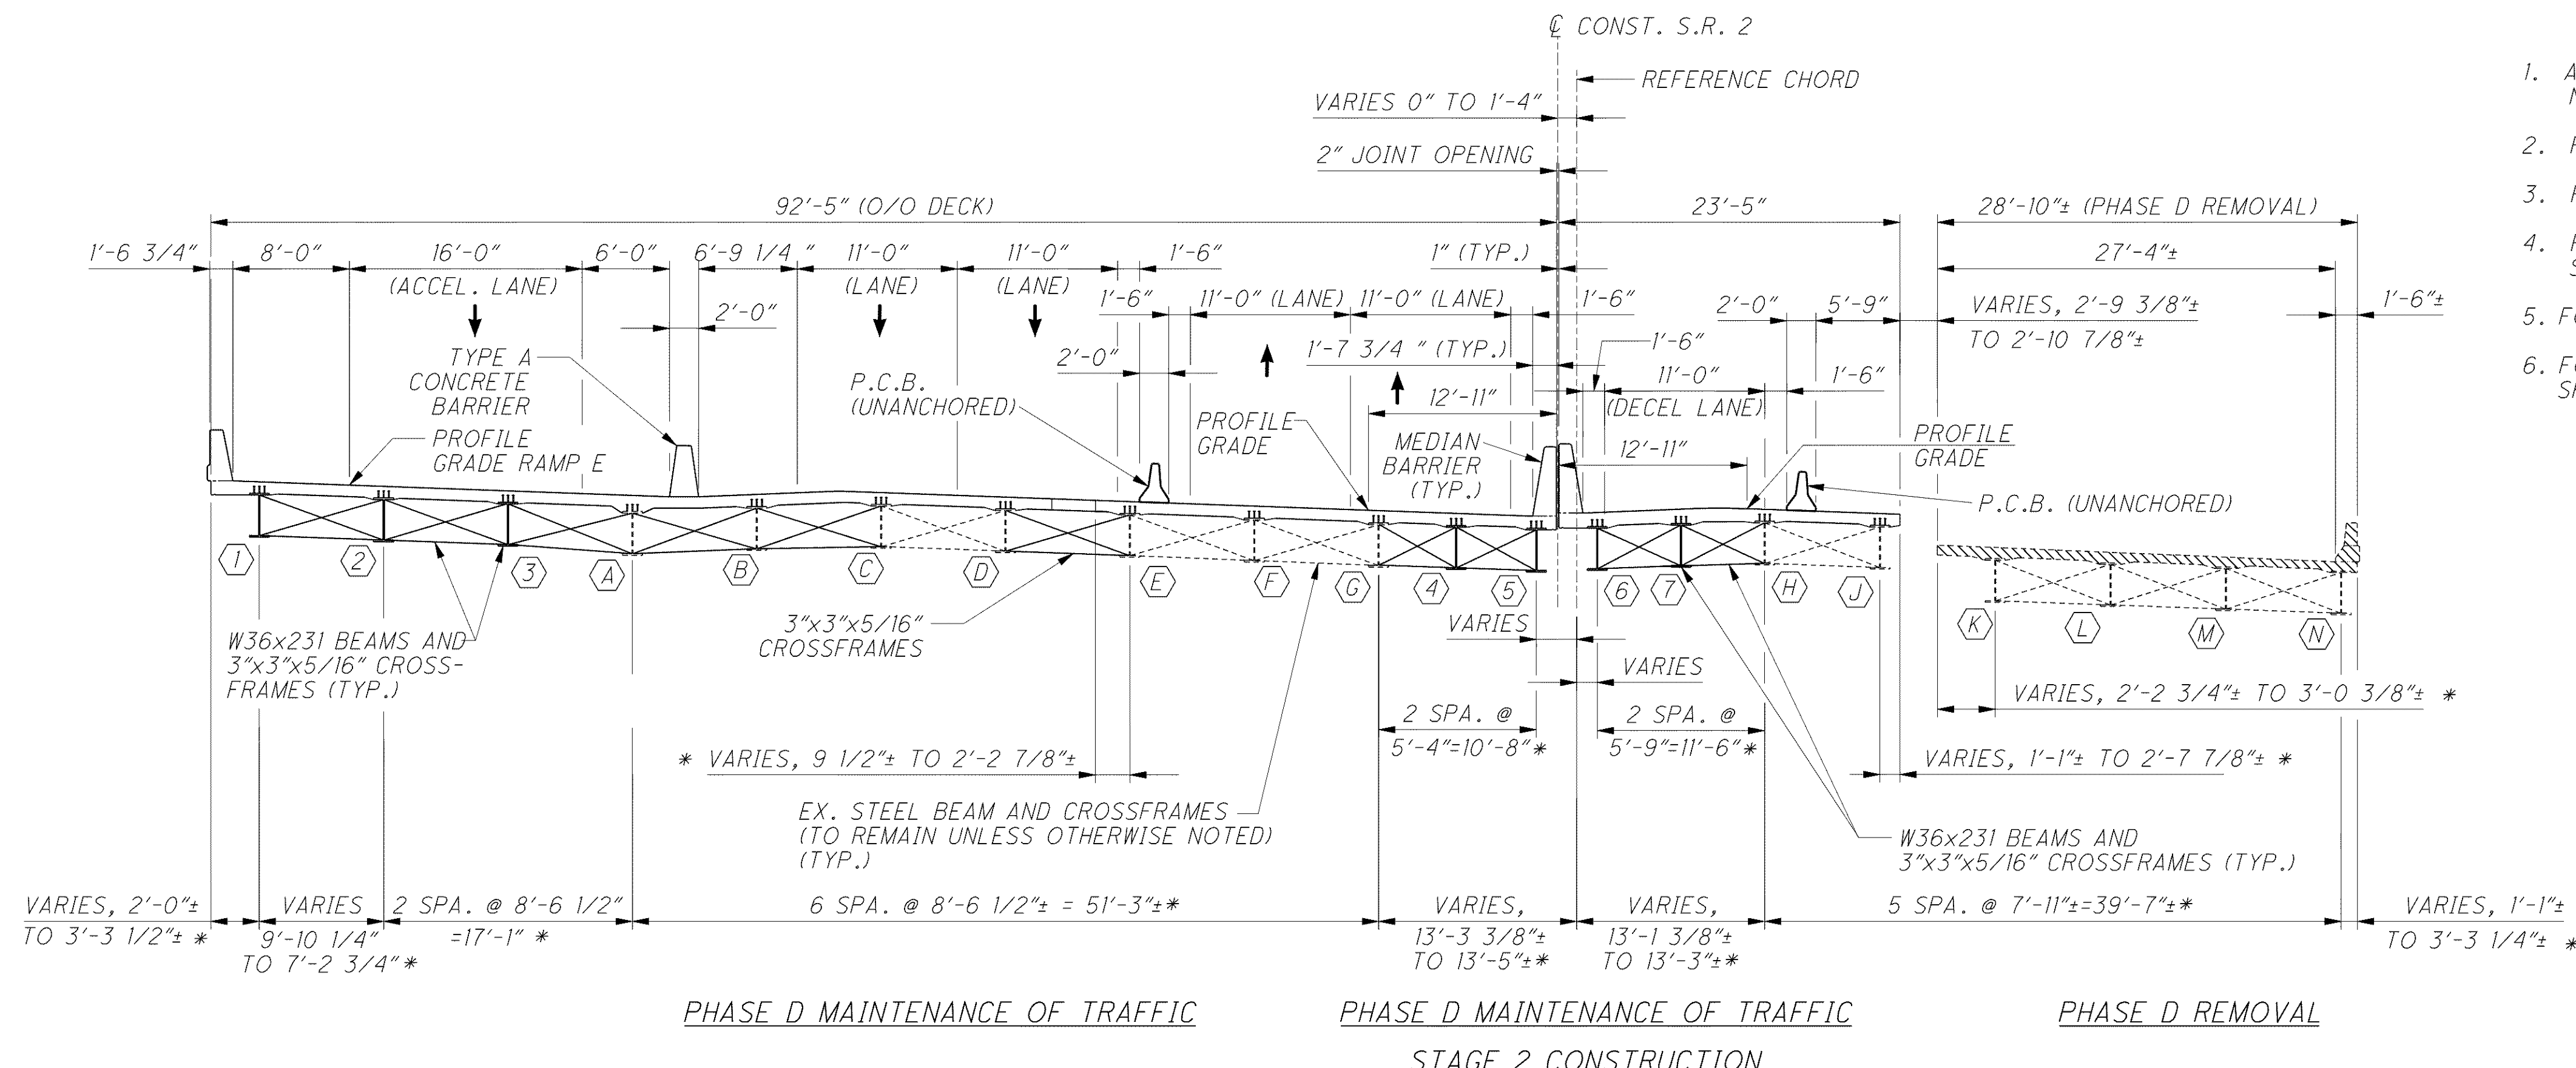 ℄ CONST. S.R. 2
REFERENCE CHORD
VARIES 0" TO 1'-4"
2" JOINT OPENING
92'-5" (O/O DECK)
23'-5"
28'-10"± (PHASE D REMOVAL)
1'-6 3/4"
8'-0"
16'-0"
(ACCEL. LANE)
6'-0"
6'-9 1/4 "
11'-0"
(LANE)
11'-0"
(LANE)
1'-6"
1" (TYP.)
27'-4"±
2'-0"
1'-6"
11'-0" (LANE)
11'-0" (LANE)
1'-6"
2'-0"
5'-9"
VARIES, 2'-9 3/8"±
TO 2'-10 7/8"±
1'-6"±
TYPE A
CONCRETE
BARRIER
2'-0"
P.C.B.
(UNANCHORED)
1'-7 3/4 " (TYP.)
1'-6"
11'-0"
(DECEL LANE)
1'-6"
12'-11"
PROFILE
GRADE
MEDIAN
BARRIER
(TYP.)
12'-11"
PROFILE
GRADE
PROFILE
GRADE RAMP E
P.C.B. (UNANCHORED)
1
2
3
A
B
C
D
E
F
G
4
5
6
7
H
J
K
L
M
N
W36x231 BEAMS AND
3"x3"x5/16" CROSS-
FRAMES (TYP.)
3"x3"x5/16"
CROSSFRAMES
VARIES
VARIES
VARIES, 2'-2 3/4"± TO 3'-0 3/8"± *
2 SPA. @
5'-4"=10'-8"*
2 SPA. @
5'-9"=11'-6"*
* VARIES, 9 1/2"± TO 2'-2 7/8"±
VARIES, 1'-1"± TO 2'-7 7/8"± *
EX. STEEL BEAM AND CROSSFRAMES
(TO REMAIN UNLESS OTHERWISE NOTED)
(TYP.)
W36x231 BEAMS AND
3"x3"x5/16" CROSSFRAMES (TYP.)
VARIES, 2'-0"±
TO 3'-3 1/2"± *
VARIES
9'-10 1/4"
TO 7'-2 3/4"*
2 SPA. @ 8'-6 1/2"
=17'-1" *
6 SPA. @ 8'-6 1/2"± = 51'-3"±*
VARIES,
13'-3 3/8"±
TO 13'-5"±*
VARIES,
13'-1 3/8"±
TO 13'-3"±*
5 SPA. @ 7'-11"±=39'-7"±*
VARIES, 1'-1"±
TO 3'-3 1/4"± *
PHASE D MAINTENANCE OF TRAFFIC
PHASE D MAINTENANCE OF TRAFFIC
STAGE 2 CONSTRUCTION
PHASE D REMOVAL
1.
2.
3.
4.
5.
6.